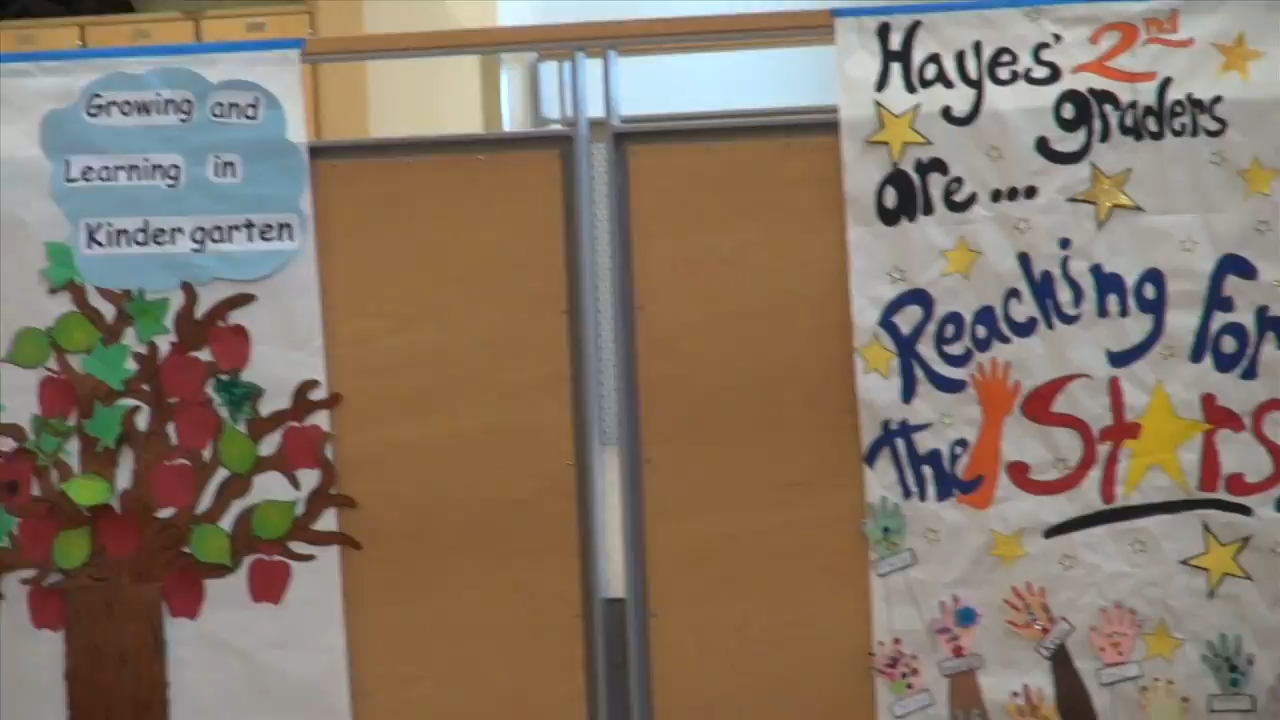 Growing and
Learning in
Kindergarten
Hayes' 2nd
graders
are...
Reaching For
the Stars